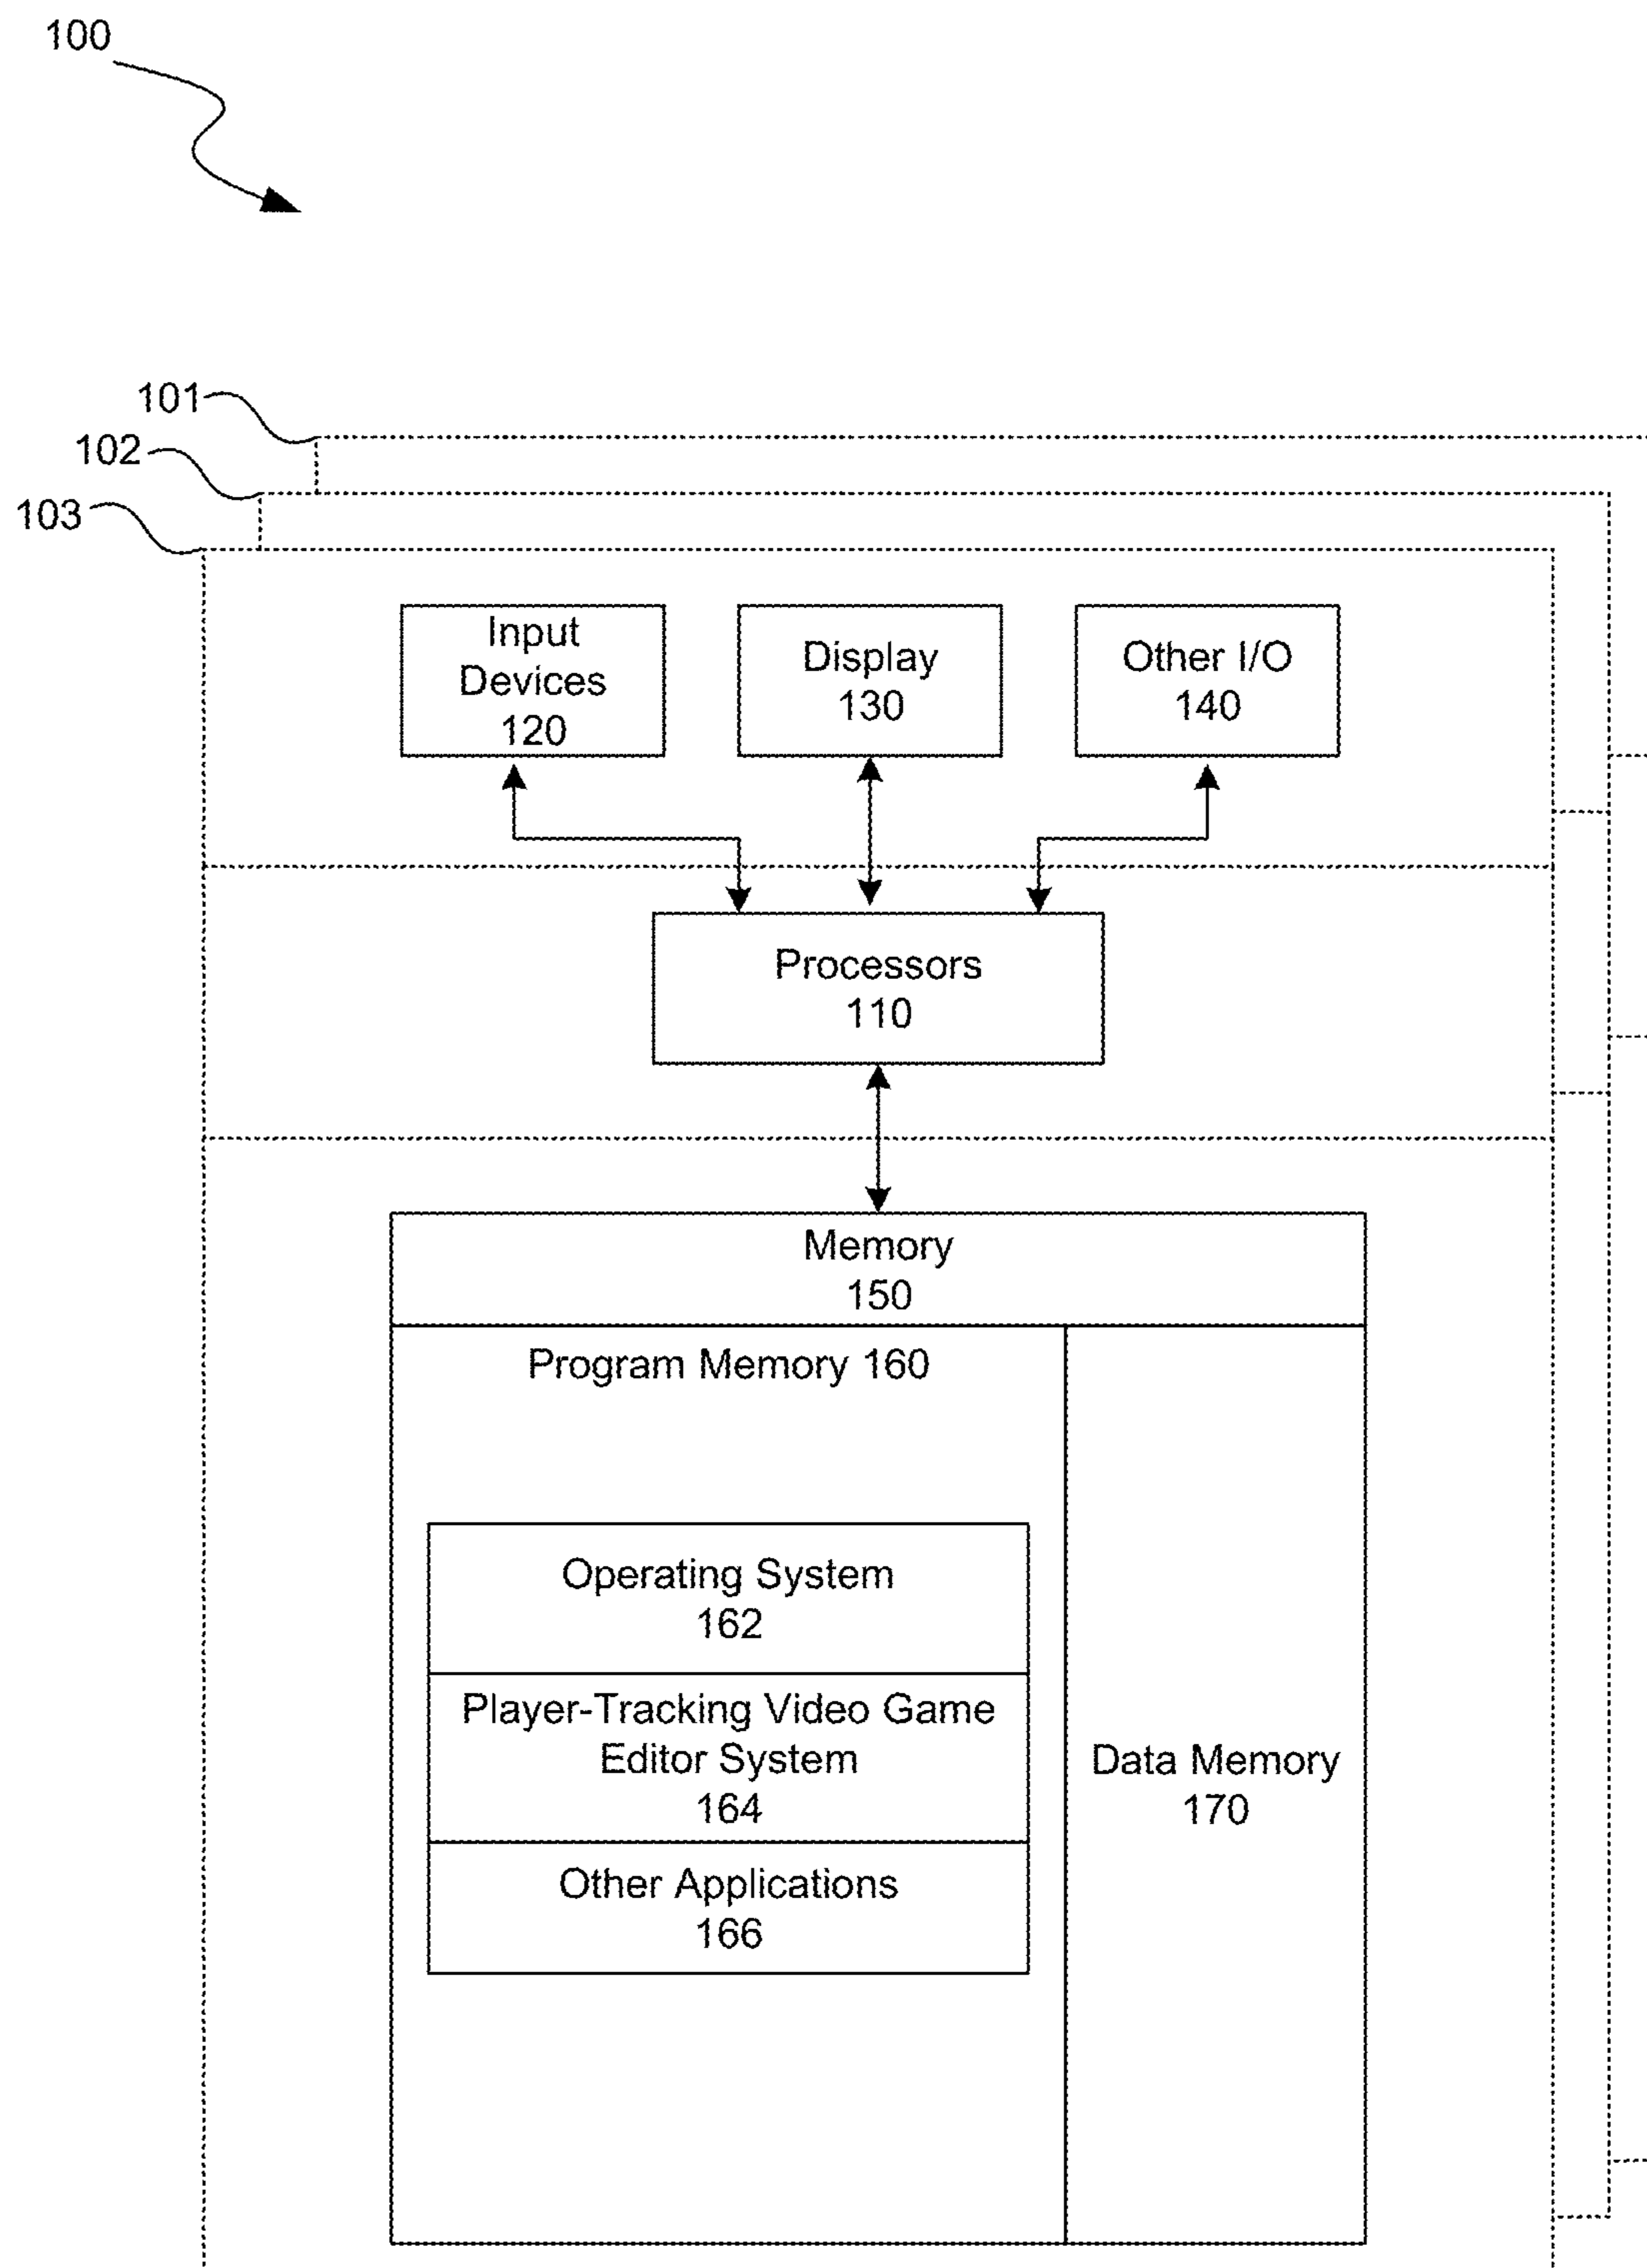 100
101
102
103
Input
Devices
120
Display
130
Other I/O
140
Processors
110
Memory
150
Program Memory 160
Operating System
162
Player-Tracking Video Game
Editor System
164
Other Applications
166
Data Memory
170